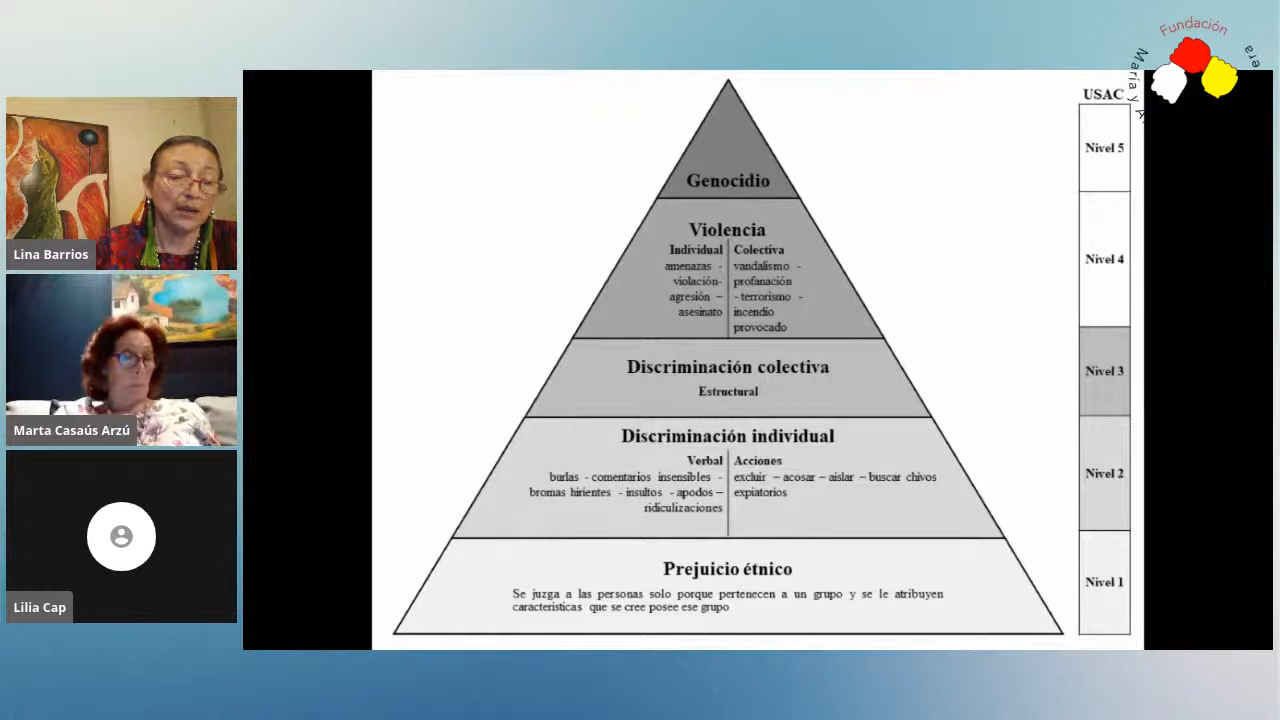 Fundación
María y A
era
Lina Barrios
Marta Casaús Arzú
Lilia Cap
Genocidio
Violencia
Individual
amenazas -
violación-
agresión –
asesinato
Colectiva
vandalismo -
profanación
- terrorismo -
incendio
provocado
Discriminación colectiva
Estructural
Discriminación individual
Verbal
burlas - comentarios insensibles -
bromas hirientes - insultos - apodos –
ridiculizaciones
Acciones
excluir – acosar – aislar – buscar chivos
expiatorios
Prejuicio étnico
Se juzga a las personas solo porque pertenecen a un grupo y se le atribuyen
características que se cree posee ese grupo
USAC
Nivel 5
Nivel 4
Nivel 3
Nivel 2
Nivel 1